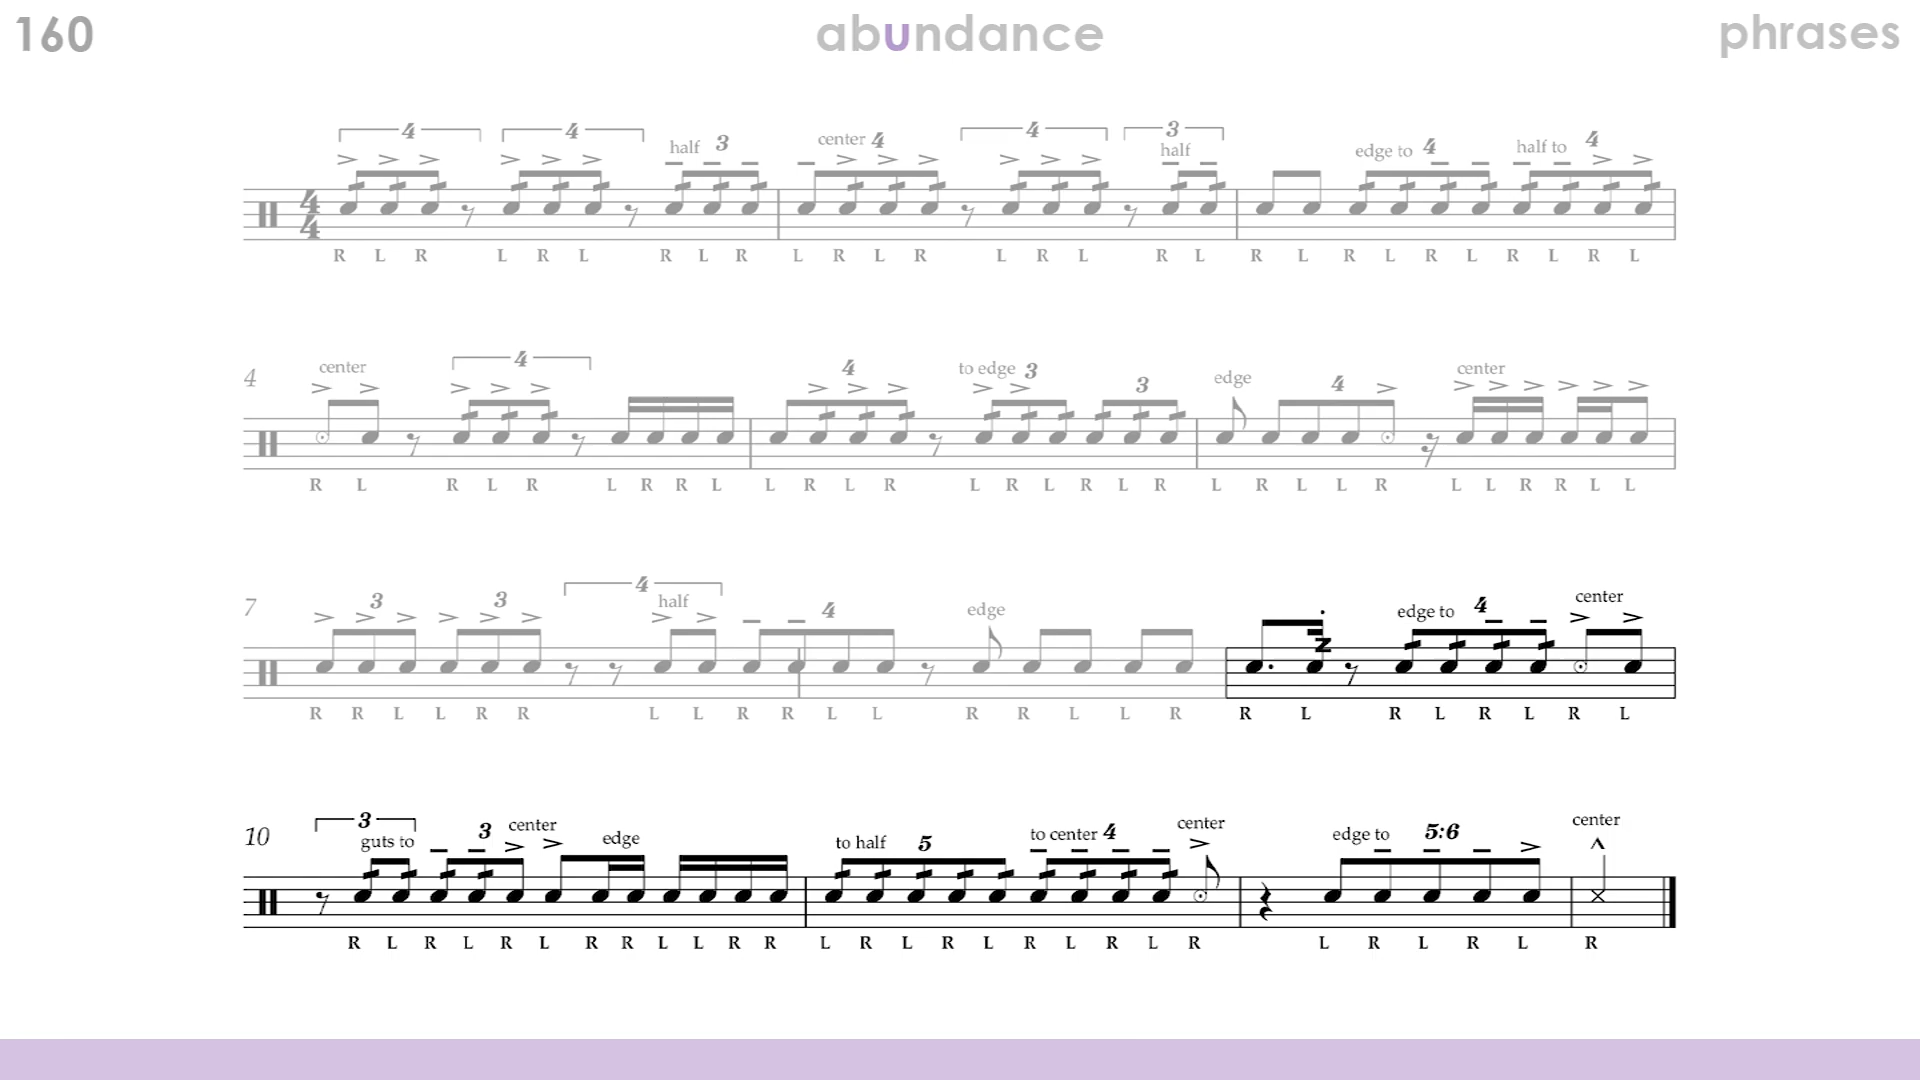 160 abundance phrases
4 4 half 3 center 4 4 3 half edge to 4 half to 4
4 4
R L R L R L R L R L R L R L R L R L R L R L R L R L R L
center 4 4 to edge 3 3 edge 4 center
4
R L R L R L R R L L R L R L R L R L R L R L L R L L R R L L
3 3 4 half 4 edge edge to 4 center
7
R R L L R R L L R R L L R R L L R R L R L R L R L
3 guts to 3 center edge to half 5 to center 4 center edge to 5:6 center
10
R L R L R L R R L L R R L R L R L R L R L R L R L R L R